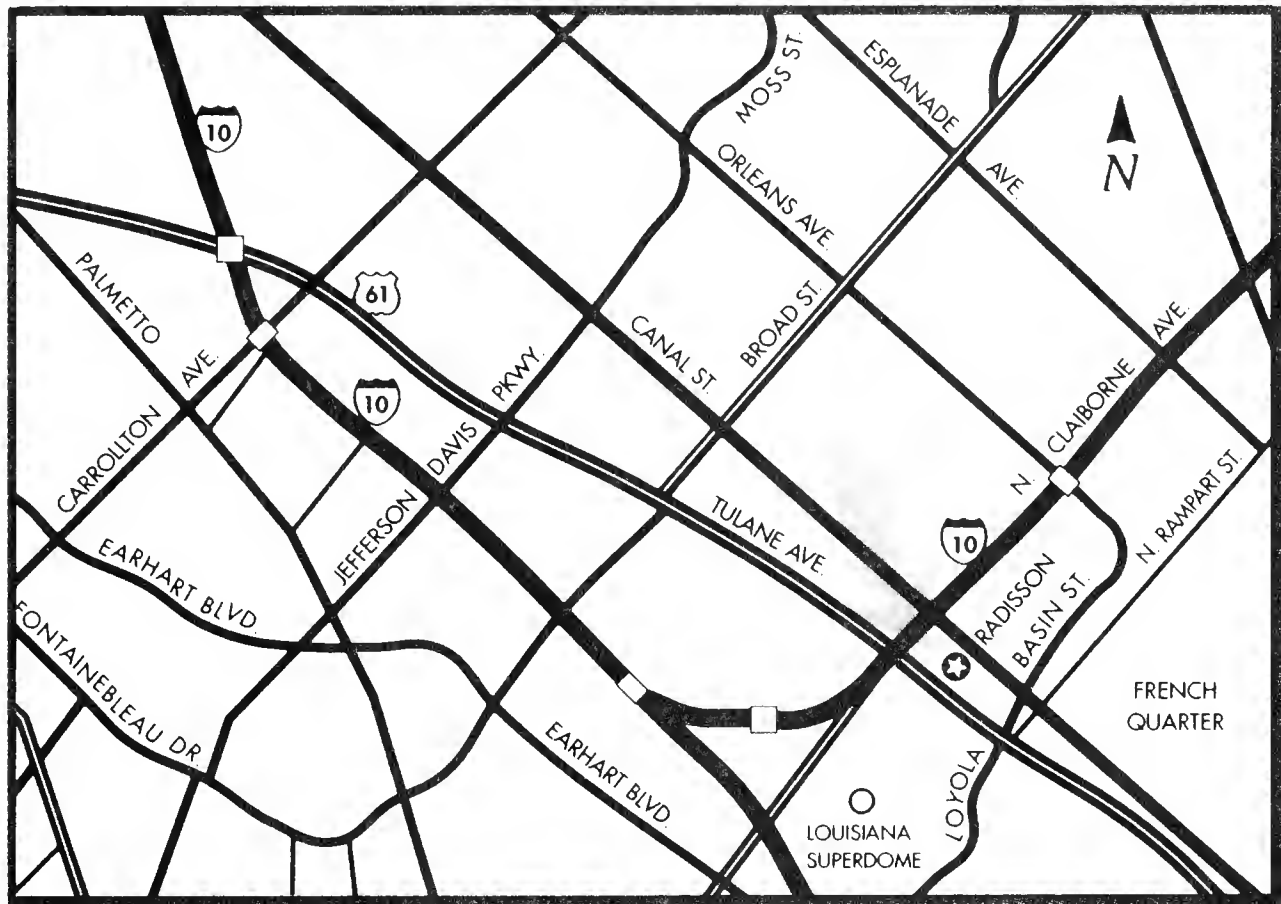 10
MOSS ST.
ESPLANADE
AVE.
N
ORLEANS AVE.
PALMETTO
61
CARROLLTON AVE.
10
JEFFERSON DAVIS PKWY.
CANAL ST.
BROAD ST.
N. CLAIBORNE AVE.
N. RAMPART ST.
TULANE AVE.
10
RADISSON
BASIN ST.
EARHART BLVD.
FONTAINEBLEAU DR.
EARHART BLVD.
FRENCH
QUARTER
LOYOLA
LOUISIANA
SUPERDOME